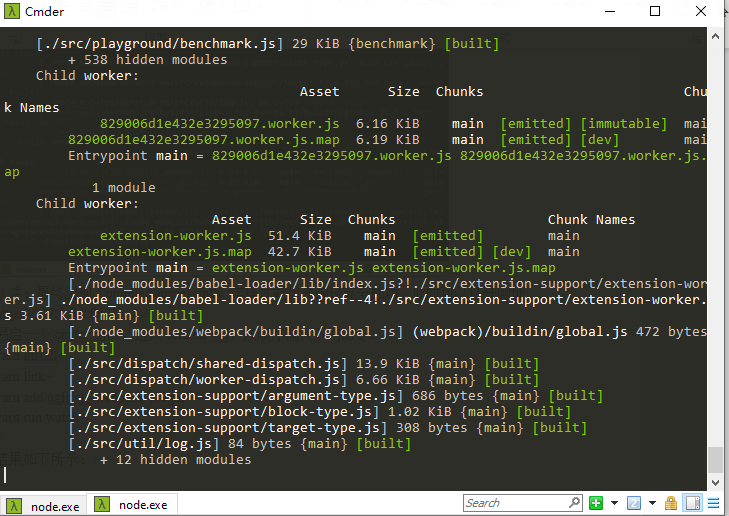 Cmder
[./src/playground/benchmark.js] 29 KiB {benchmark} [built]
+ 538 hidden modules
Child worker:
Asset Size Chunks Chu
k Names
829006d1e432e3295097.worker.js 6.16 KiB main [emitted] [immutable] mai
829006d1e432e3295097.worker.js.map 6.19 KiB main [emitted] [dev] mai
Entrypoint main = 829006d1e432e3295097.worker.js 829006d1e432e3295097.worker.js.
ap
1 module
Child worker:
Asset Size Chunks Chunk Names
extension-worker.js 51.4 KiB main [emitted] main
extension-worker.js.map 42.7 KiB main [emitted] [dev] main
Entrypoint main = extension-worker.js extension-worker.js.map
[./node_modules/babel-loader/lib/index.js?!./src/extension-support/extension-wor
er.js] ./node_modules/babel-loader/lib??ref--4!./src/extension-support/extension-worker.
s 3.61 KiB {main} [built]
[./node_modules/webpack/buildin/global.js] (webpack)/buildin/global.js 472 bytes
{main} [built]
[./src/dispatch/shared-dispatch.js] 13.9 KiB {main} [built]
[./src/dispatch/worker-dispatch.js] 6.66 KiB {main} [built]
[./src/extension-support/argument-type.js] 686 bytes {main} [built]
[./src/extension-support/block-type.js] 1.02 KiB {main} [built]
[./src/extension-support/target-type.js] 308 bytes {main} [built]
[./src/util/log.js] 84 bytes {main} [built]
+ 12 hidden modules
node.exe node.exe Search